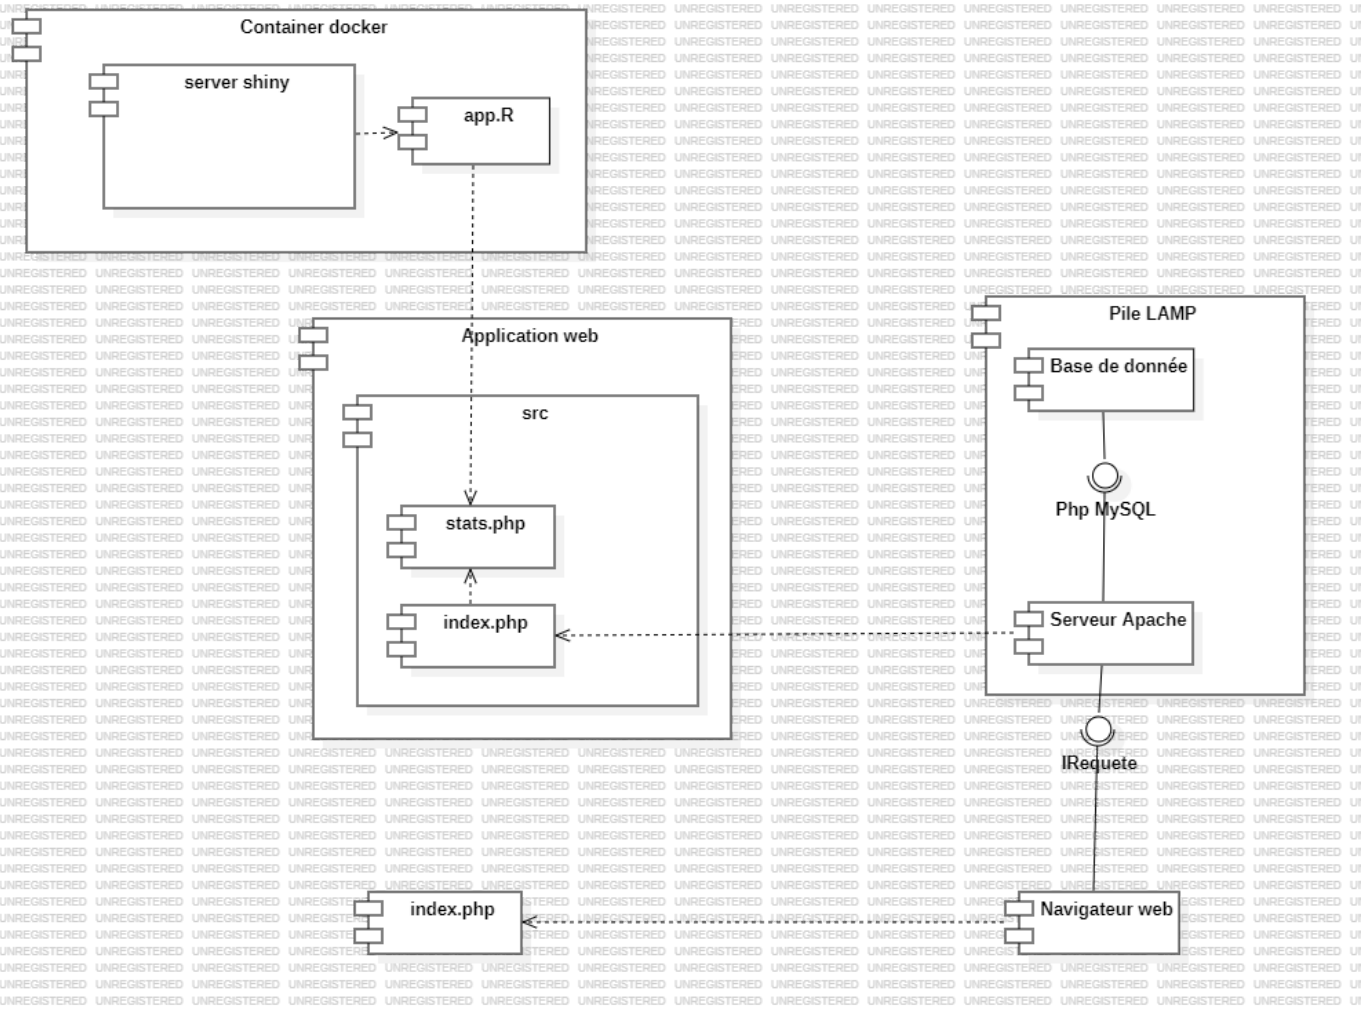 Container docker
server shiny
app.R
Application web
src
stats.php
index.php
Pile LAMP
Base de donnée
Php MySQL
Serveur Apache
IRequete
index.php
Navigateur web
UNREGISTERED